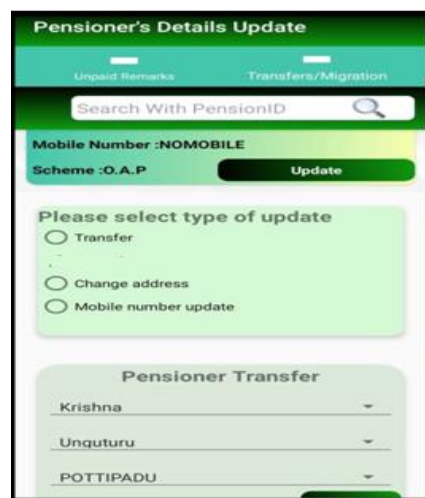 Pensioner's Details Update
Unpaid Remarks
Transfers/Migration
Search With PensionID
Mobile Number :NOMOBILE
Scheme :O.A.P
Update
Please select type of update
Transfer
Change address
Mobile number update
Pensioner Transfer
Krishna
Unguturu
POTTIPADU